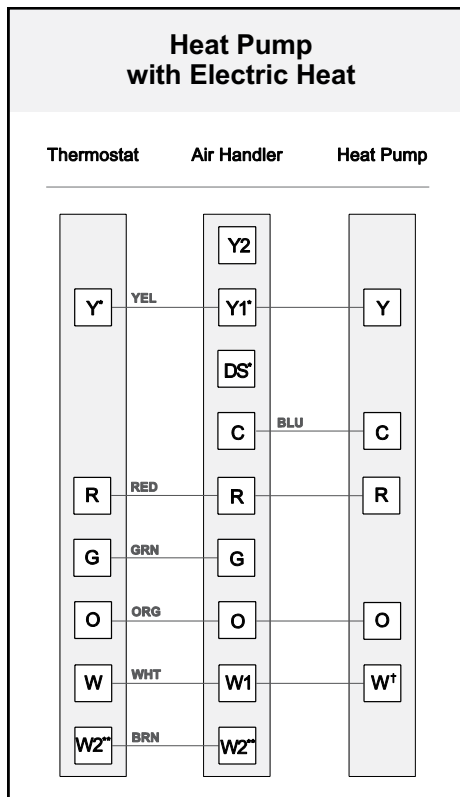 Heat Pump
with Electric Heat
Thermostat Air Handler Heat Pump
Y2
Y* YEL Y1* Y
DS*
C BLU C
R RED R R
G GRN G
O ORG O O
W WHT W1 W†
W2** BRN W2**